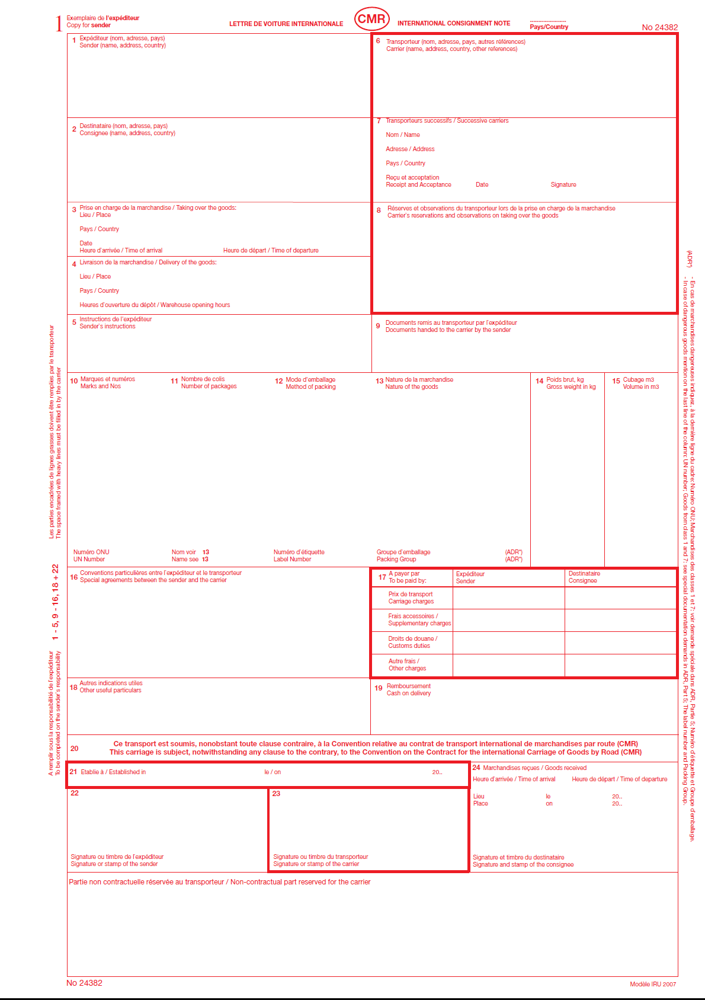 1
Exemplaire de l'expéditeur
Copy for sender
LETTRE DE VOITURE INTERNATIONALE
CMR
INTERNATIONAL CONSIGNMENT NOTE
......................
Pays/Country
No 24382
1 Expéditeur (nom, adresse, pays)
Sender (name, address, country)
6 Transporteur (nom, adresse, pays, autres références)
Carrier (name, address, country, other references)
2 Destinataire (nom, adresse, pays)
Consignee (name, address, country)
7 Transporteurs successifs / Successive carriers
Nom / Name
Adresse / Address
Pays / Country
Reçu et acceptation
Receipt and Acceptance Date Signature
3 Prise en charge de la marchandise / Taking over the goods:
Lieu / Place
Pays / Country
Date
Heure d'arrivée / Time of arrival Heure de départ / Time of departure
8 Réserves et observations du transporteur lors de la prise en charge de la marchandise
Carrier's reservations and observations on taking over the goods
4 Livraison de la marchandise / Delivery of the goods:
Lieu / Place
Pays / Country
Heures d'ouverture du dépôt / Warehouse opening hours
5 Instructions de l'expéditeur
Sender's instructions
9 Documents remis au transporteur par l'expéditeur
Documents handed to the carrier by the sender
10 Marques et numéros
Marks and Nos
11 Nombre de colis
Number of packages
12 Mode d'emballage
Method of packing
13 Nature de la marchandise
Nature of the goods
14 Poids brut, kg
Gross weight in kg
15 Cubage m3
Volume in m3
Numéro ONU Nom voir 13 Numéro d'étiquette Groupe d'emballage (ADR*)
UN Number Name see 13 Label Number Packing Group (ADR*)
16 Conventions particulières entre l'expéditeur et le transporteur
Special agreements between the sender and the carrier
17 A payer par
To be paid by:
Expéditeur
Sender
Destinataire
Consignee
Prix de transport
Carriage charges
Frais accessoires /
Supplementary charges
Droits de douane /
Customs duties
Autre frais /
Other charges
18 Autres indications utiles
Other useful particulars
19 Remboursement
Cash on delivery
20 Ce transport est soumis, nonobstant toute clause contraire, à la Convention relative au contrat de transport international de marchandises par route (CMR)
This carriage is subject, notwithstanding any clause to the contrary, to the Convention on the Contract for the international Carriage of Goods by Road (CMR)
21 Etablie à / Established in le / on 20..
22
Signature ou timbre de l'expéditeur
Signature or stamp of the sender
23
Signature ou timbre du transporteur
Signature or stamp of the carrier
24 Marchandises reçues / Goods received
Heure d'arrivée / Time of arrival Heure de départ / Time of departure
Lieu le 20..
Place on 20..
Signature et timbre du destinataire
Signature and stamp of the consignee
Partie non contractuelle réservée au transporteur / Non-contractual part reserved for the carrier
No 24382
Modèle IRU 2007
Les parties encadrées de lignes grasses doivent être remplies par le transporteur
The space framed with heavy lines must be filled in by the carrier
1 - 5, 9 - 16, 18 + 22
A remplir sous la responsabilitié de l'expéditeur
To be completed on the sender's responsability
(ADR*)
- En cas de marchandises dangereuses indiquez, à la dernière ligne du cadre: Numéro ONU; Marchandises des classes 1 et 7: voir demande spéciale dans ADR, Partie 5; Numéro d'étiquette et Groupe d'emballage.
- In case of dangerous goods mention on the last line of the column: UN number; Goods from class 1 and 7: see special documentation demands in ADR, Part 5; The label number and Packing Group.